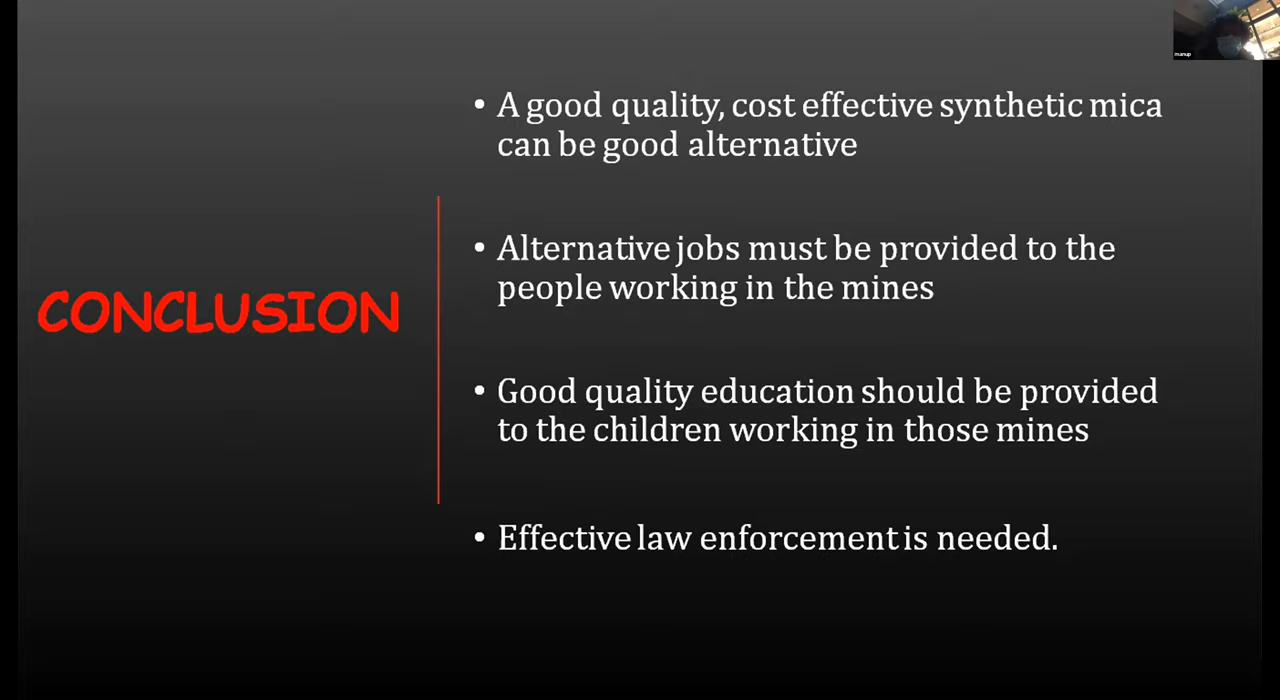 manup
• A good quality, cost effective synthetic mica
can be good alternative
• Alternative jobs must be provided to the
people working in the mines
CONCLUSION
• Good quality education should be provided
to the children working in those mines
• Effective law enforcement is needed.